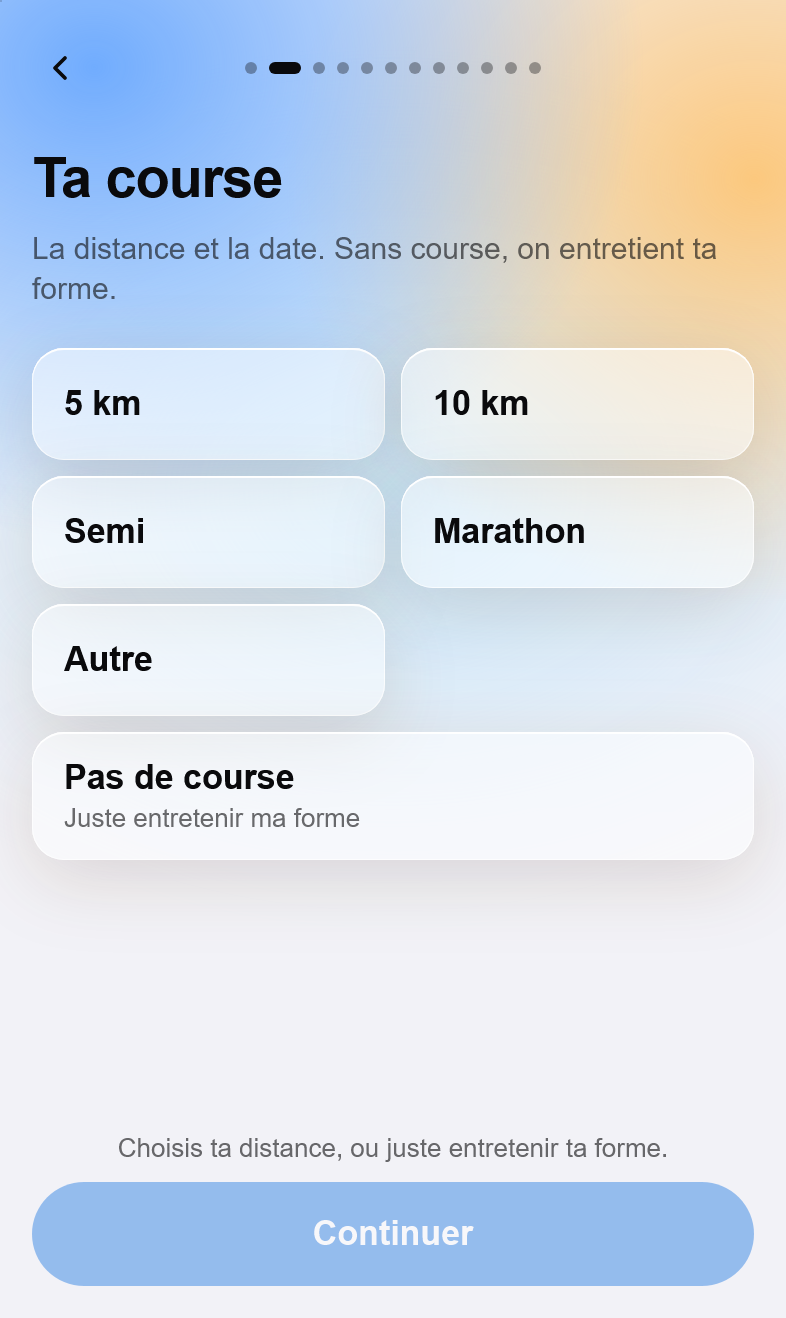 Ta course
La distance et la date. Sans course, on entretient ta
forme.
5 km
10 km
Semi
Marathon
Autre
Pas de course
Juste entretenir ma forme
Choisis ta distance, ou juste entretenir ta forme.
Continuer